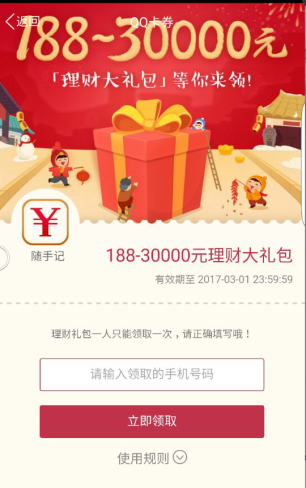 返回
QQ卡券
188~30000元
「理财大礼包」等你来领!
随手记
188-30000元理财大礼包
有效期至 2017-03-01 23:59:59
理财礼包一人只能领取一次，请正确填写哦！
请输入领取的手机号码
立即领取
使用规则